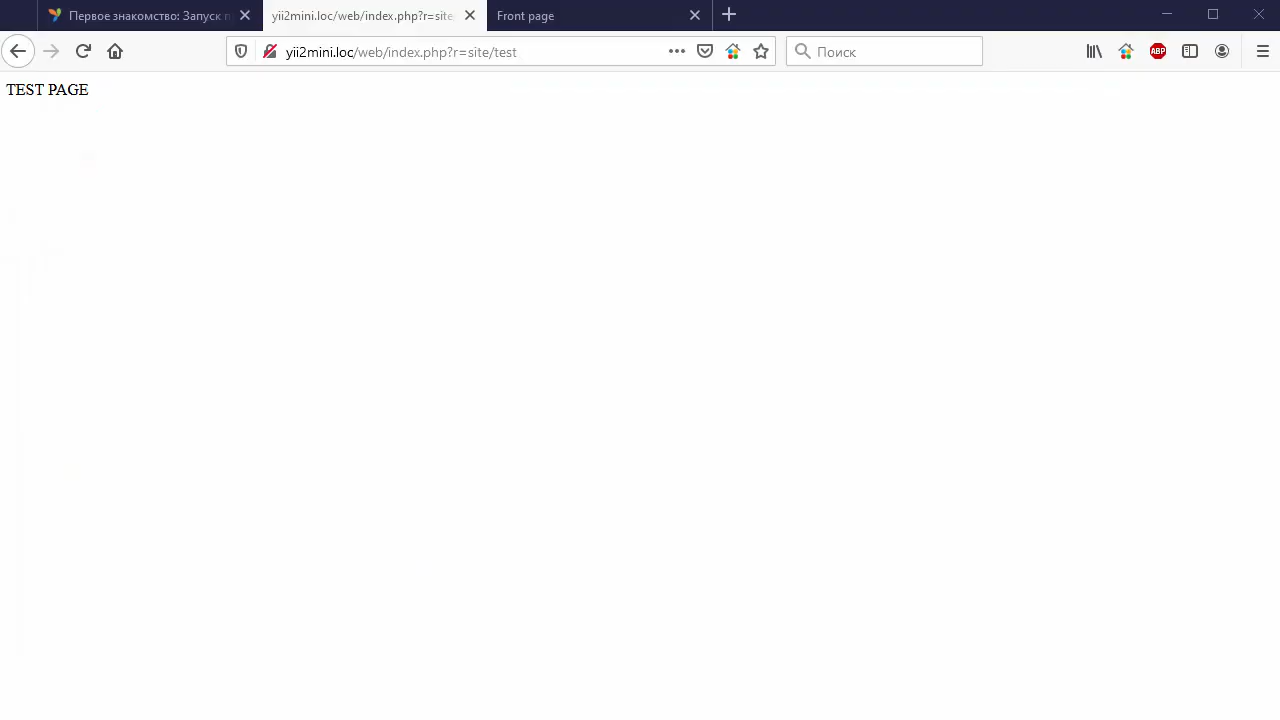 Первое знакомство: Запуск п
yii2mini.loc/web/index.php?r=site
Front page
yii2mini.loc/web/index.php?r=site/test
Поиск
ABP
TEST PAGE